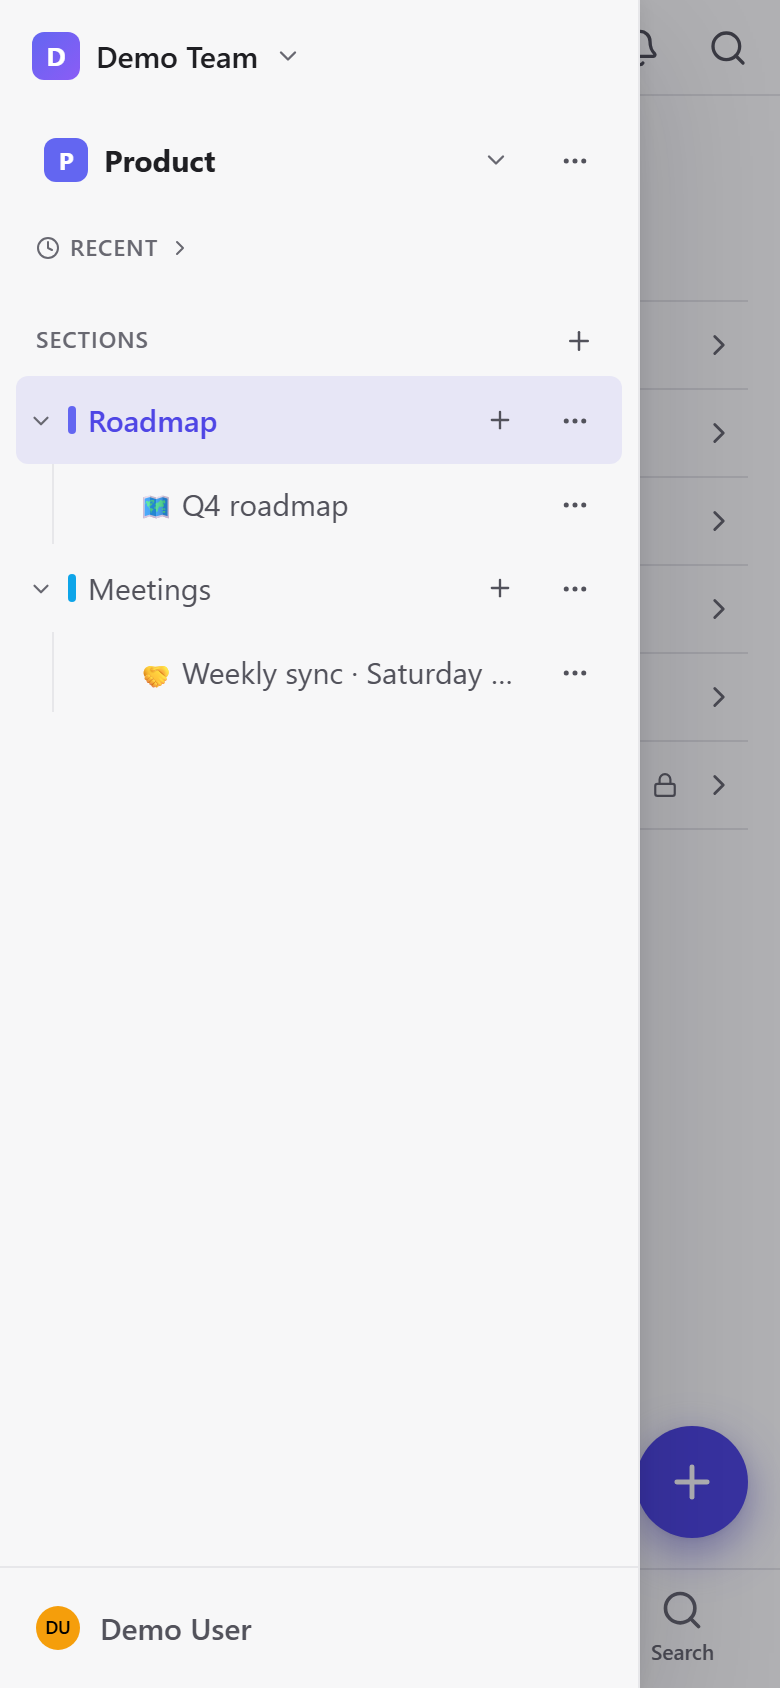 D Demo Team
P Product
RECENT
SECTIONS
Roadmap
Q4 roadmap
Meetings
Weekly sync · Saturday ...
DU Demo User
Search